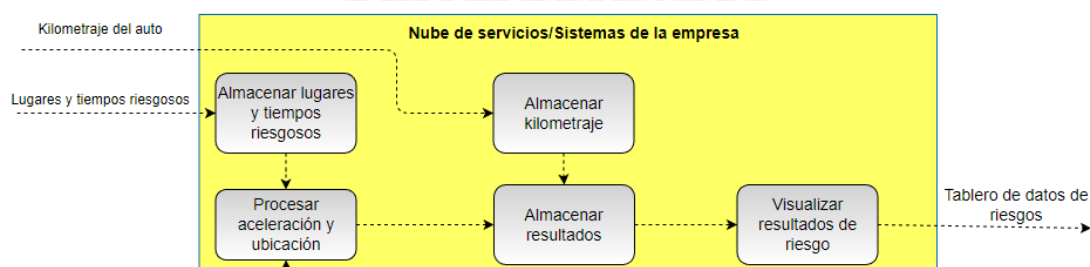 Kilometraje del auto
Nube de servicios/Sistemas de la empresa
Lugares y tiempos riesgosos
Almacenar lugares
y tiempos
riesgosos
Almacenar
kilometraje
Procesar
aceleración y
ubicación
Almacenar
resultados
Visualizar
resultados de
riesgo
Tablero de datos de
riesgos